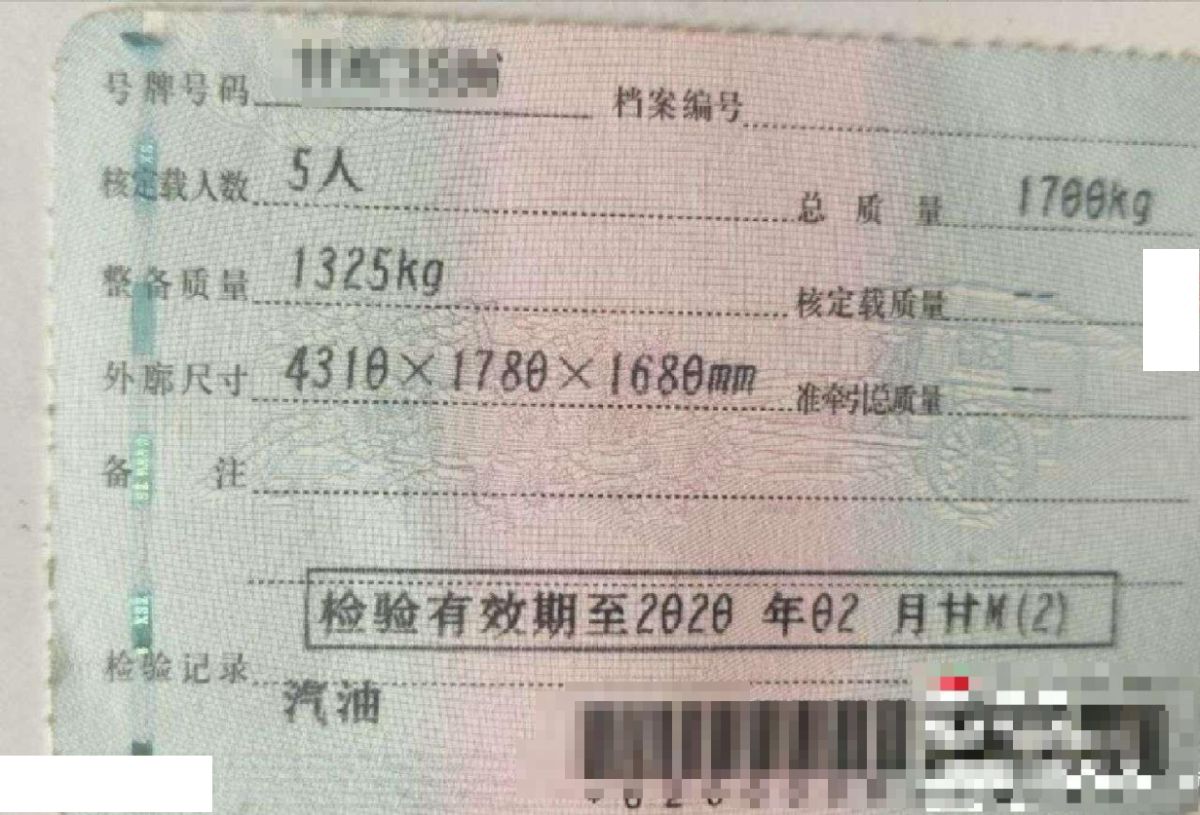 号牌号码 档案编号
核定载人数 5人 总质量 1700kg
整备质量 1325kg 核定载质量 --
外廓尺寸 4310×1780×1680mm 准牵引总质量 --
备注
检验有效期至2020年02月甘M(2)
检验记录
汽油